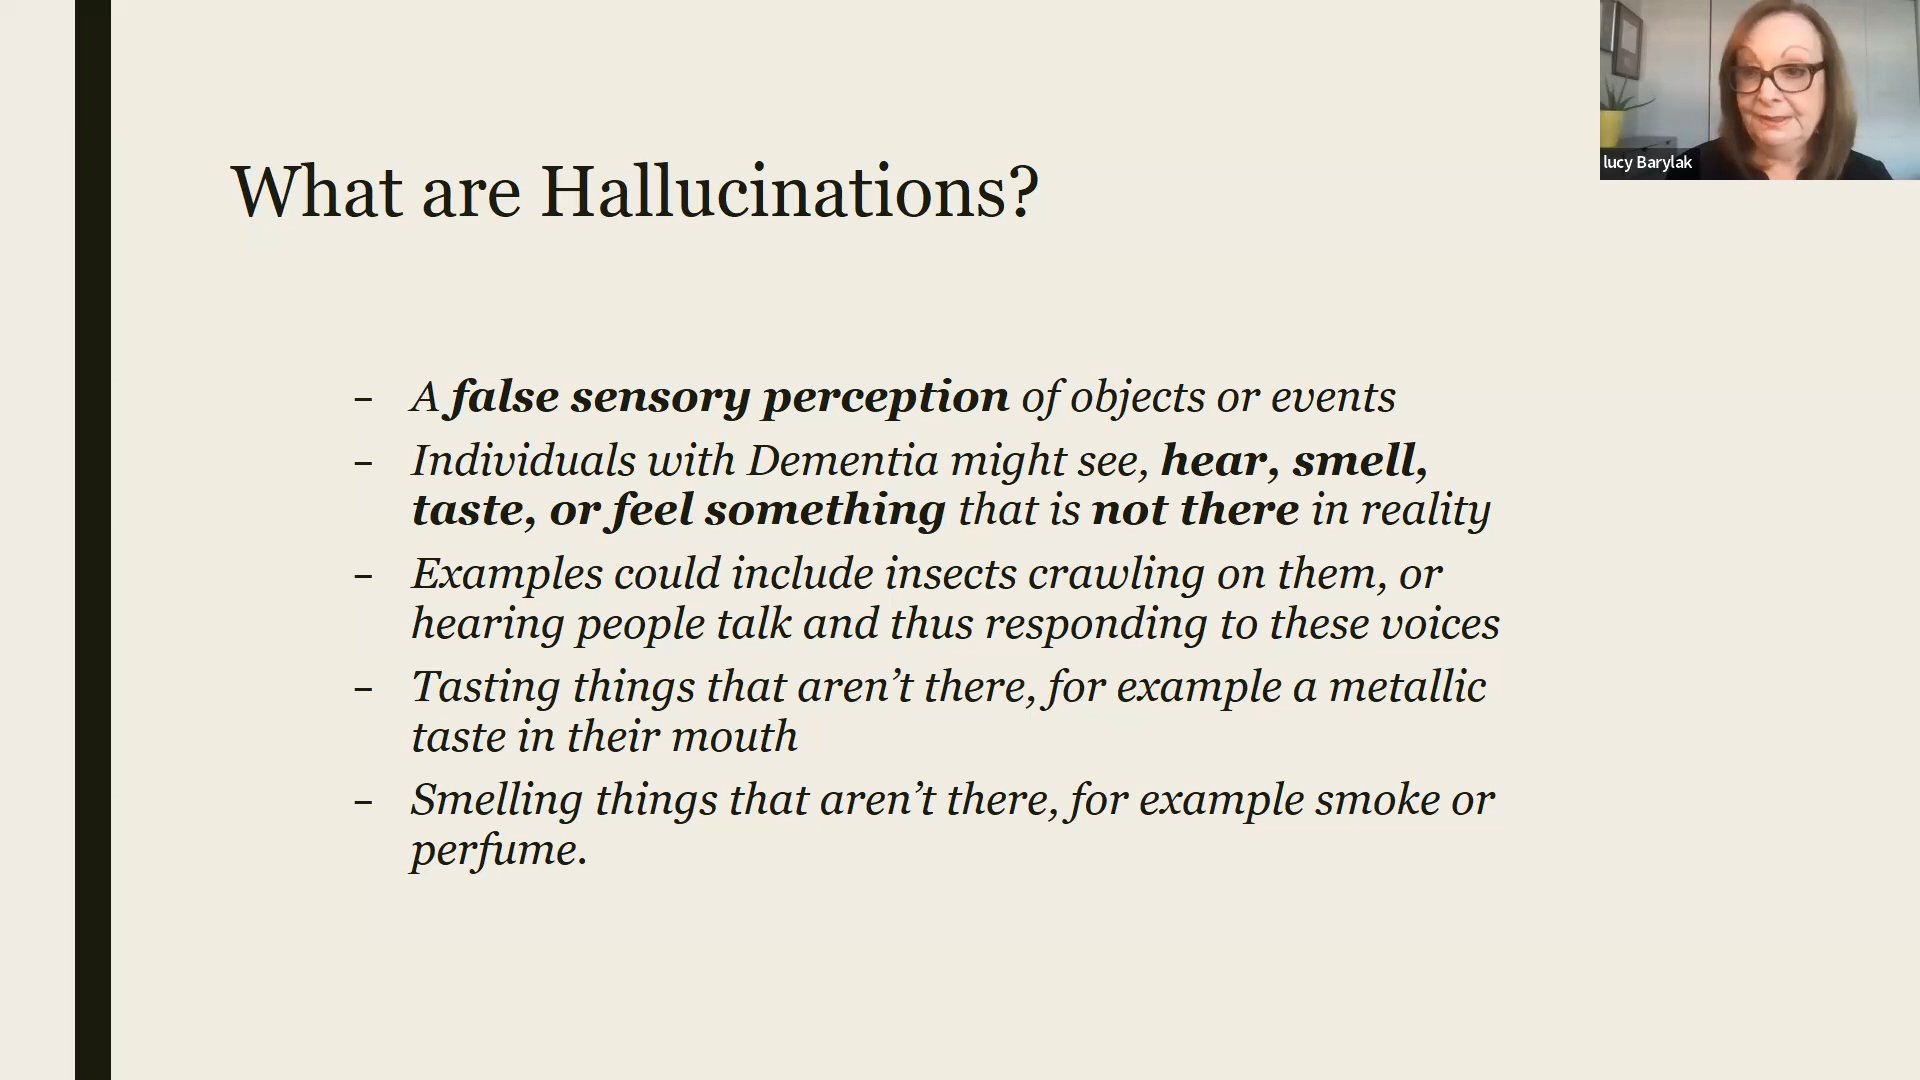 lucy Barylak
What are Hallucinations?
– A false sensory perception of objects or events
– Individuals with Dementia might see, hear, smell,
taste, or feel something that is not there in reality
– Examples could include insects crawling on them, or
hearing people talk and thus responding to these voices
– Tasting things that aren’t there, for example a metallic
taste in their mouth
– Smelling things that aren’t there, for example smoke or
perfume.